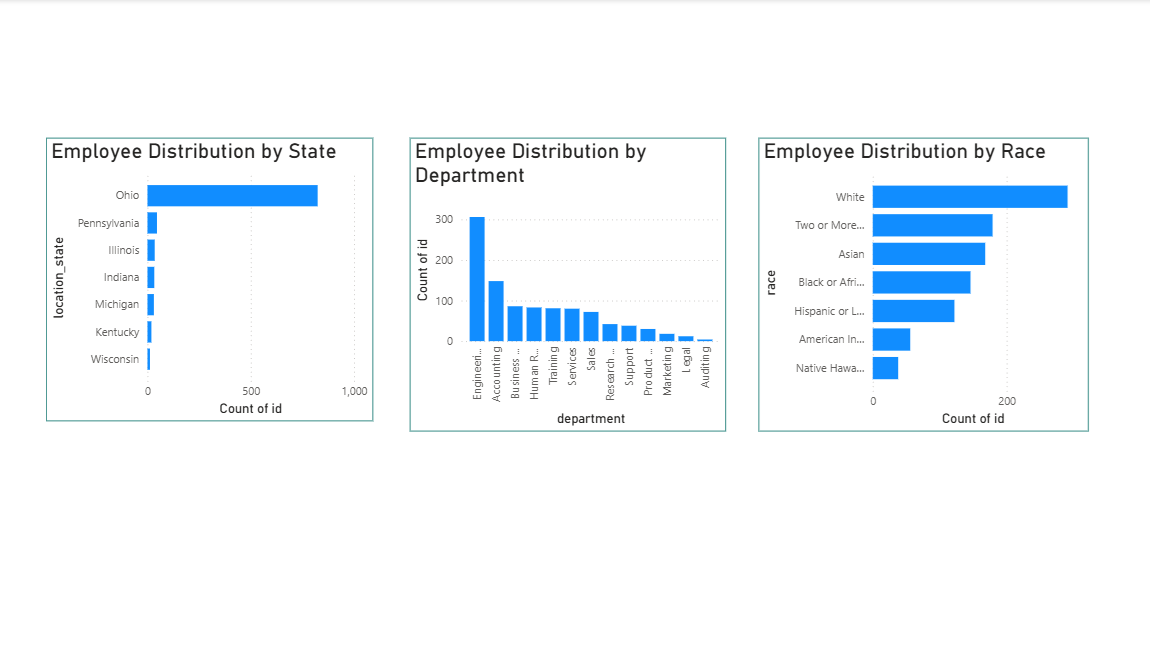 Employee Distribution by State
location_state
Ohio
Pennsylvania
Illinois
Indiana
Michigan
Kentucky
Wisconsin
0 500 1,000
Count of id
Employee Distribution by
Department
Count of id
300
200
100
0
Engineeri...
Accounting
Business ...
Human R...
Training
Services
Sales
Research ...
Support
Product ...
Marketing
Legal
Auditing
department
Employee Distribution by Race
race
White
Two or More...
Asian
Black or Afri...
Hispanic or L...
American In...
Native Hawa...
0 200
Count of id